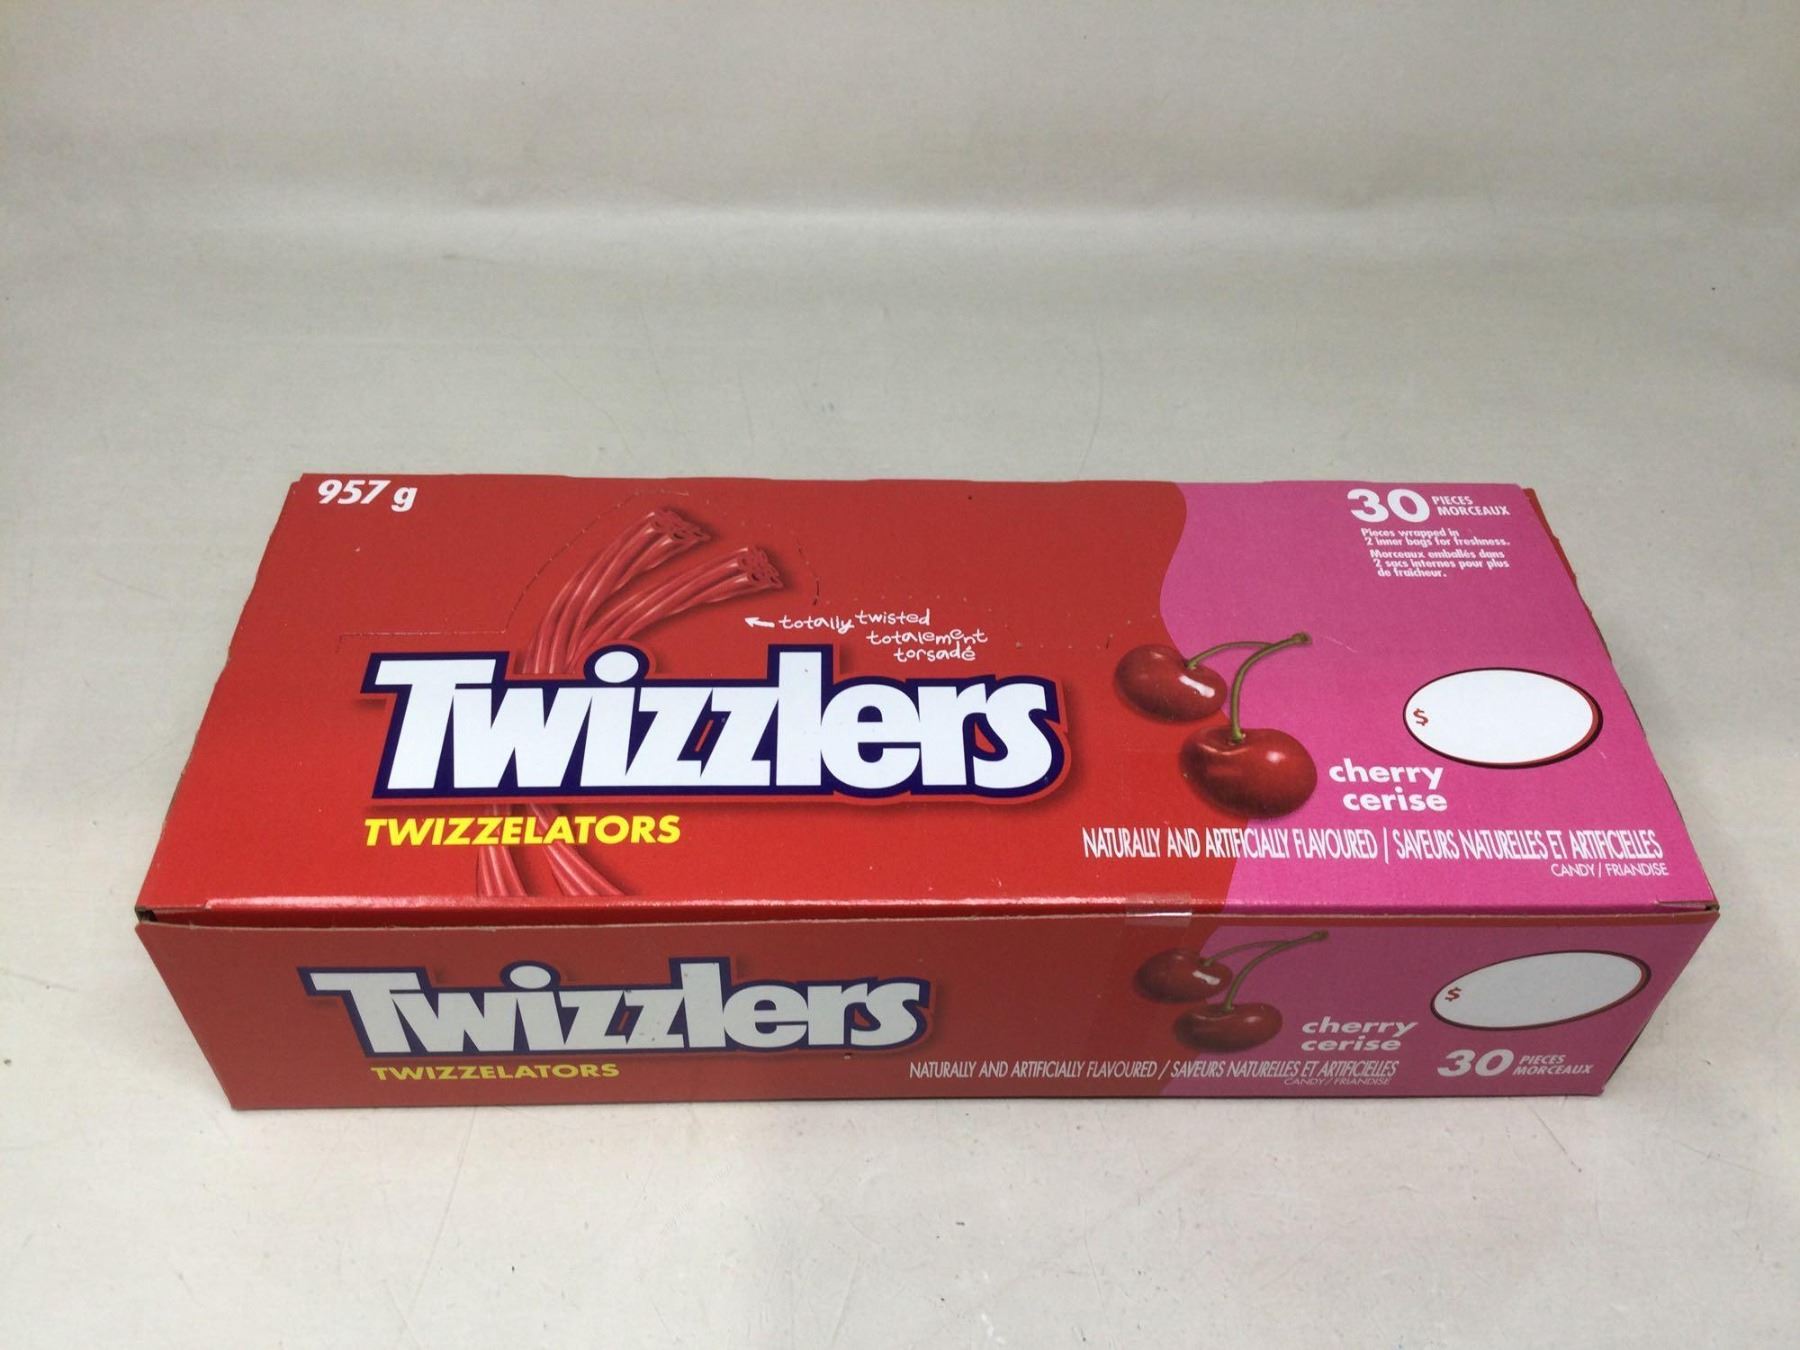 957 g
30 PIECES
MORCEAUX
Pieces wrapped in
2 inner bags for freshness.
Morceaux emballés dans
2 sacs internes pour plus
de fraîcheur.
totally twisted
totalement
torsadé
Twizzlers
TWIZZELATORS
$
cherry
cerise
NATURALLY AND ARTIFICIALLY FLAVOURED / SAVEURS NATURELLES ET ARTIFICIELLES
CANDY / FRIANDISE
Twizzlers
TWIZZELATORS
$
cherry
cerise
NATURALLY AND ARTIFICIALLY FLAVOURED / SAVEURS NATURELLES ET ARTIFICIELLES
CANDY / FRIANDISE
30 PIECES
MORCEAUX